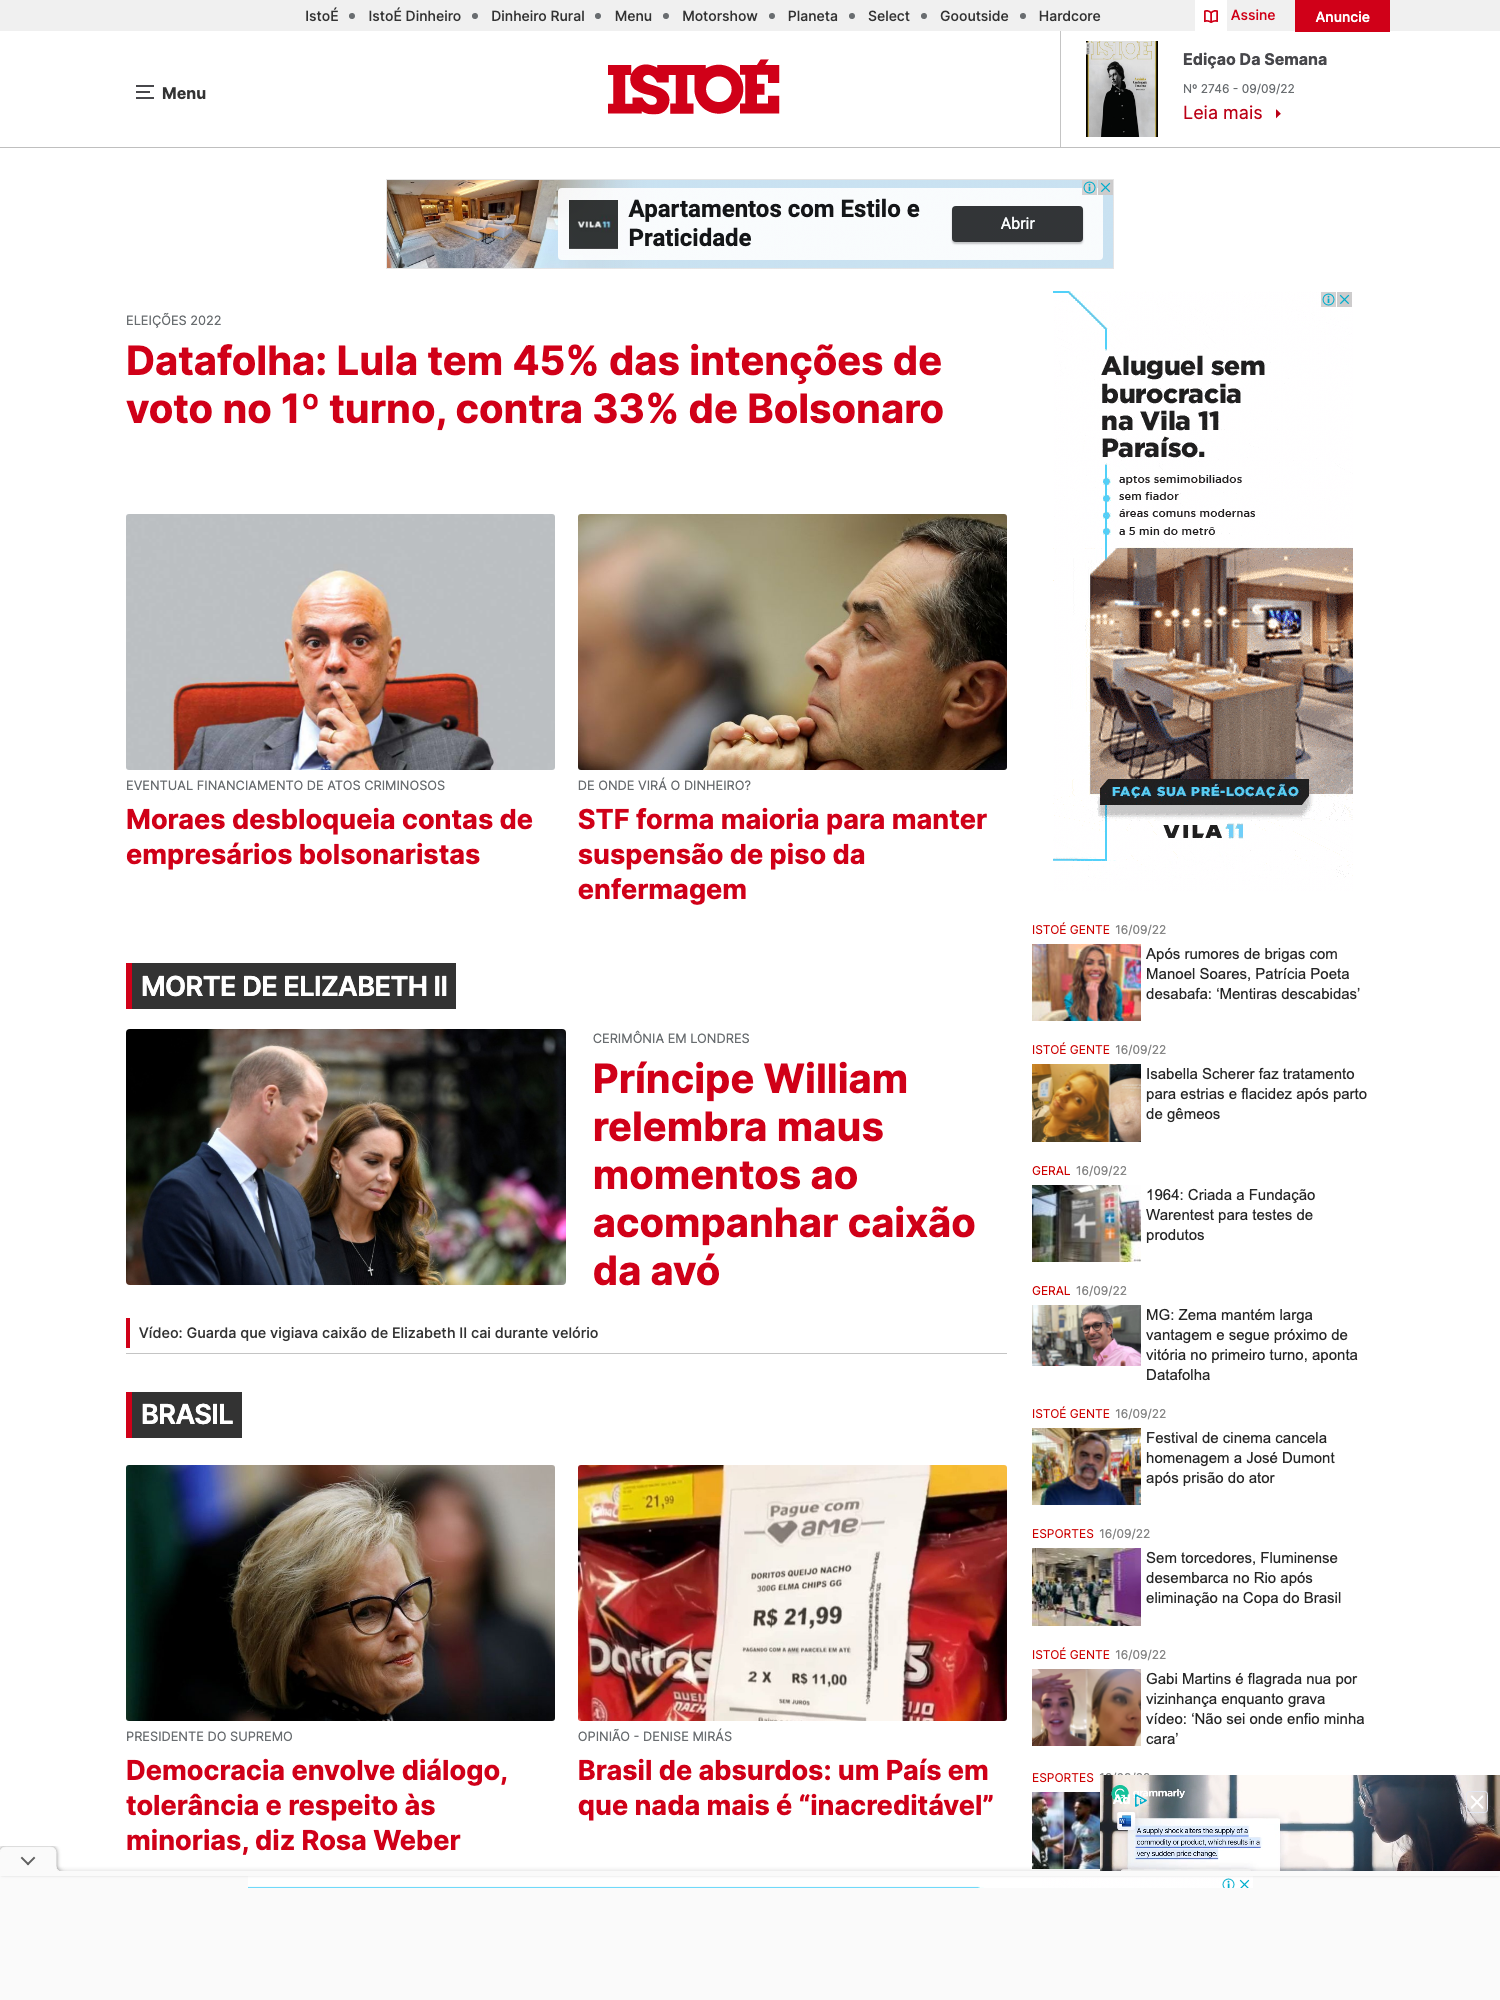 IstoÉ • IstoÉ Dinheiro • Dinheiro Rural • Menu • Motorshow • Planeta • Select • Gooutside • Hardcore
Assine
Anuncie
Menu
ISTOÉ
ISTOÉ
Ediçao Da Semana
Nº 2746 - 09/09/22
Leia mais
VILA11
Apartamentos com Estilo e
Praticidade
Abrir
ELEIÇÕES 2022
Datafolha: Lula tem 45% das intenções de
voto no 1º turno, contra 33% de Bolsonaro
EVENTUAL FINANCIAMENTO DE ATOS CRIMINOSOS
Moraes desbloqueia contas de
empresários bolsonaristas
DE ONDE VIRÁ O DINHEIRO?
STF forma maioria para manter
suspensão de piso da
enfermagem
Aluguel sem
burocracia
na Vila 11
Paraíso.
aptos semimobiliados
sem fiador
áreas comuns modernas
a 5 min do metrô
FAÇA SUA PRÉ-LOCAÇÃO
VILA11
MORTE DE ELIZABETH II
CERIMÔNIA EM LONDRES
Príncipe William
relembra maus
momentos ao
acompanhar caixão
da avó
Vídeo: Guarda que vigiava caixão de Elizabeth II cai durante velório
BRASIL
PRESIDENTE DO SUPREMO
Democracia envolve diálogo,
tolerância e respeito às
minorias, diz Rosa Weber
21,99
Pague com
ame
DORITOS QUEIJO NACHO
300G ELMA CHIPS GG
R$ 21,99
PAGANDO COM A AME PARCELE EM ATÉ
2 X R$ 11,00
SEM JUROS
Doritos
OPINIÃO - DENISE MIRÁS
Brasil de absurdos: um País em
que nada mais é “inacreditável”
ISTOÉ GENTE 16/09/22
Após rumores de brigas com
Manoel Soares, Patrícia Poeta
desabafa: ‘Mentiras descabidas’
ISTOÉ GENTE 16/09/22
Isabella Scherer faz tratamento
para estrias e flacidez após parto
de gêmeos
GERAL 16/09/22
1964: Criada a Fundação
Warentest para testes de
produtos
GERAL 16/09/22
MG: Zema mantém larga
vantagem e segue próximo de
vitória no primeiro turno, aponta
Datafolha
ISTOÉ GENTE 16/09/22
Festival de cinema cancela
homenagem a José Dumont
após prisão do ator
ESPORTES 16/09/22
Sem torcedores, Fluminense
desembarca no Rio após
eliminação na Copa do Brasil
ISTOÉ GENTE 16/09/22
Gabi Martins é flagrada nua por
vizinhança enquanto grava
vídeo: ‘Não sei onde enfio minha
cara’
ESPORTES
A supply shock alters the supply of a
commodity or product, which results in a
very sudden price change.